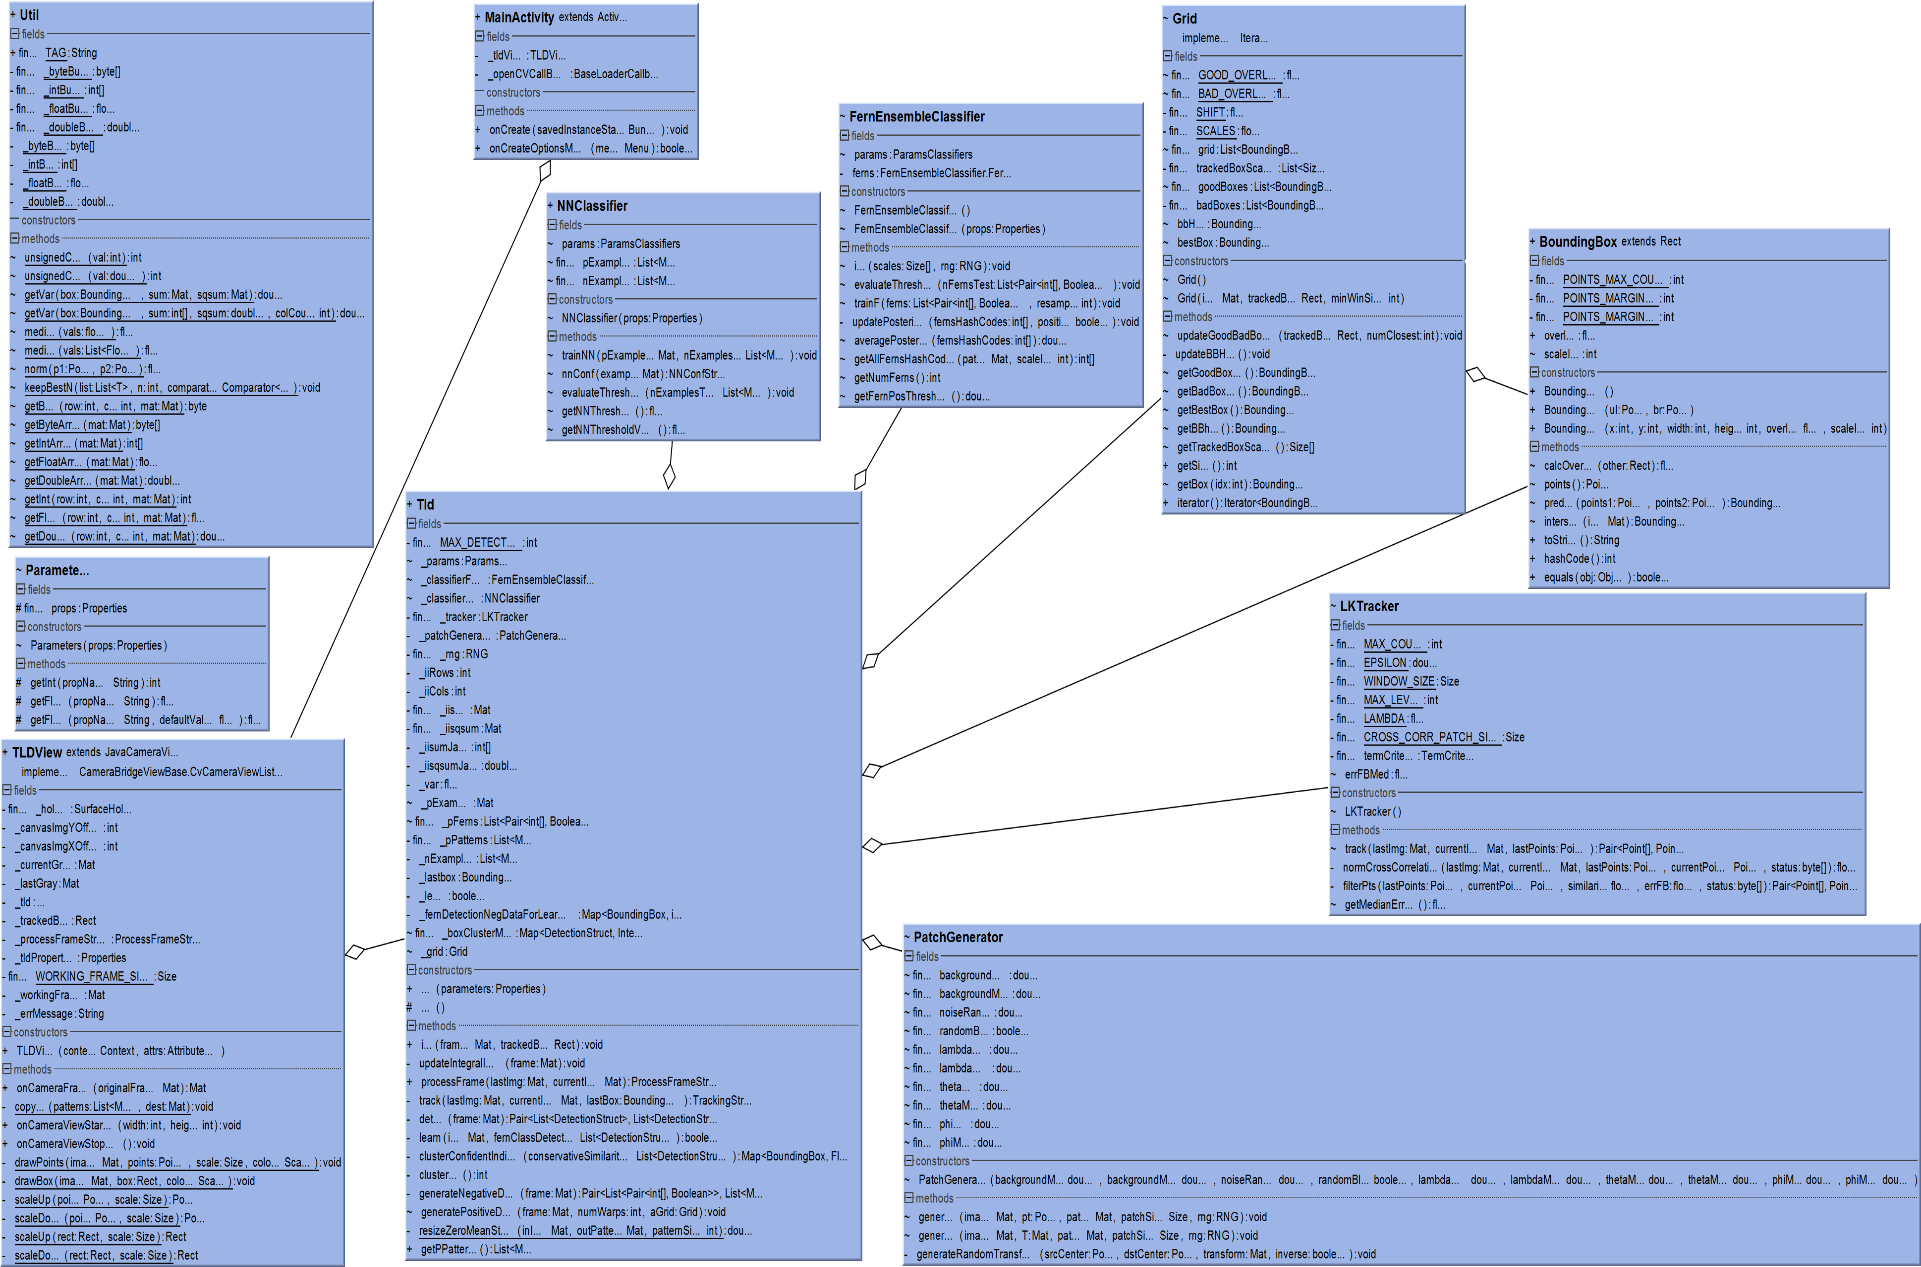 + Util
fields
+ fin... TAG:String
- fin... _byteBu... :byte[]
- fin... _intBu... :int[]
- fin... _floatBu... :flo...
- fin... _doubleB... :doubl...
- _byteB... :byte[]
- _intB... :int[]
- _floatB... :flo...
- _doubleB... :doubl...
constructors
methods
~ unsignedC... (val:int):int
~ unsignedC... (val:dou... ):int
~ getVar(box:Bounding... , sum:Mat, sqsum:Mat):dou...
~ getVar(box:Bounding... , sum:int[], sqsum:doubl... , colCou... int):dou...
~ medi... (vals:flo... ):fl...
~ medi... (vals:List<Flo... ):fl...
~ norm(p1:Po... , p2:Po... ):fl...
~ keepBestN(list:List<T>, n:int, comparat... Comparator<... ):void
~ getB... (row:int, c... int, mat:Mat):byte
~ getByteArr... (mat:Mat):byte[]
~ getIntArr... (mat:Mat):int[]
~ getFloatArr... (mat:Mat):flo...
~ getDoubleArr... (mat:Mat):doubl...
~ getInt(row:int, c... int, mat:Mat):int
~ getFl... (row:int, c... int, mat:Mat):fl...
~ getDou... (row:int, c... int, mat:Mat):dou...
~ Paramete...
fields
# fin... props:Properties
constructors
~ Parameters(props:Properties)
methods
# getInt(propNa... String):int
# getFl... (propNa... String):fl...
# getFl... (propNa... String, defaultVal... fl... ):fl...
+ TLDView extends JavaCameraVi...
impleme... CameraBridgeViewBase.CvCameraViewList...
fields
- fin... _hol... :SurfaceHol...
- _canvasImgYOff... :int
- _canvasImgXOff... :int
- _currentGr... :Mat
- _lastGray:Mat
- _tld:...
- _trackedB... :Rect
- _processFrameStr... :ProcessFrameStr...
- _tldPropert... :Properties
- fin... WORKING_FRAME_SI... :Size
- _workingFra... :Mat
- _errMessage:String
constructors
+ TLDVi... (conte... Context, attrs:Attribute... )
methods
+ onCameraFra... (originalFra... Mat):Mat
- copy... (patterns:List<M... , dest:Mat):void
+ onCameraViewStar... (width:int, heig... int):void
+ onCameraViewStop... ():void
- drawPoints(ima... Mat, points:Poi... , scale:Size, colo... Sca... ):void
- drawBox(ima... Mat, box:Rect, colo... Sca... ):void
- scaleUp(poi... Po... , scale:Size):Po...
- scaleDo... (poi... Po... , scale:Size):Po...
- scaleUp(rect:Rect, scale:Size):Rect
- scaleDo... (rect:Rect, scale:Size):Rect
+ MainActivity extends Activ...
fields
- _tldVi... :TLDVi...
- _openCVCallB... :BaseLoaderCallb...
constructors
methods
+ onCreate(savedInstanceSta... Bun... ):void
+ onCreateOptionsM... (me... Menu):boole...
+ NNClassifier
fields
~ params:ParamsClassifiers
~ fin... pExampl... :List<M...
~ fin... nExampl... :List<M...
constructors
~ NNClassifier(props:Properties)
methods
~ trainNN(pExample... Mat, nExamples... List<M... ):void
~ nnConf(examp... Mat):NNConfStr...
~ evaluateThresh... (nExamplesT... List<M... ):void
~ getNNThresh... ():fl...
~ getNNThresholdV... ():fl...
+ Tld
fields
- fin... MAX_DETECT... :int
~ _params:Params...
~ _classifierF... :FernEnsembleClassif...
~ _classifier... :NNClassifier
- fin... _tracker:LKTracker
- _patchGenera... :PatchGenera...
- fin... _rng:RNG
- _iiRows:int
- _iiCols:int
- fin... _iis... :Mat
- fin... _iisqsum:Mat
- _iisumJa... :int[]
- _iisqsumJa... :doubl...
- _var:fl...
~ _pExam... :Mat
~ fin... _pFerns:List<Pair<int[], Boolea...
- fin... _pPatterns:List<M...
- _nExampl... :List<M...
- _lastbox:Bounding...
- _le... :boole...
- _fernDetectionNegDataForLear... :Map<BoundingBox, i...
~ fin... _boxClusterM... :Map<DetectionStruct, Inte...
~ _grid:Grid
constructors
+ ... (parameters:Properties)
# ... ()
methods
+ i... (fram... Mat, trackedB... Rect):void
- updateIntegralI... (frame:Mat):void
+ processFrame(lastImg:Mat, currentI... Mat):ProcessFrameStr...
- track(lastImg:Mat, currentI... Mat, lastBox:Bounding... ):TrackingStr...
- det... (frame:Mat):Pair<List<DetectionStruct>, List<DetectionStr...
- learn(i... Mat, fernClassDetect... List<DetectionStru... ):boole...
- clusterConfidentIndi... (conservativeSimilarit... List<DetectionStru... ):Map<BoundingBox, Fl...
- cluster... ():int
- generateNegativeD... (frame:Mat):Pair<List<Pair<int[], Boolean>>, List<M...
~ generatePositiveD... (frame:Mat, numWarps:int, aGrid:Grid):void
- resizeZeroMeanSt... (inI... Mat, outPatte... Mat, patternSi... int):dou...
+ getPPatter... ():List<M...
~ FernEnsembleClassifier
fields
~ params:ParamsClassifiers
- ferns:FernEnsembleClassifier.Fer...
constructors
~ FernEnsembleClassif... ()
~ FernEnsembleClassif... (props:Properties)
methods
~ i... (scales:Size[], rng:RNG):void
~ evaluateThresh... (nFernsTest:List<Pair<int[], Boolea... ):void
~ trainF(ferns:List<Pair<int[], Boolea... , resamp... int):void
- updatePosteri... (fernsHashCodes:int[], positi... boole... ):void
~ averagePoster... (fernsHashCodes:int[]):dou...
~ getAllFernsHashCod... (pat... Mat, scaleI... int):int[]
~ getNumFerns():int
~ getFernPosThresh... ():dou...
~ Grid
impleme... Itera...
fields
~ fin... GOOD_OVERL... :fl...
~ fin... BAD_OVERL... :fl...
- fin... SHIFT:fl...
- fin... SCALES:flo...
~ fin... grid:List<BoundingB...
- fin... trackedBoxSca... :List<Siz...
~ fin... goodBoxes:List<BoundingB...
- fin... badBoxes:List<BoundingB...
~ bbH... :Bounding...
~ bestBox:Bounding...
constructors
~ Grid()
~ Grid(i... Mat, trackedB... Rect, minWinSi... int)
methods
~ updateGoodBadBo... (trackedB... Rect, numClosest:int):void
- updateBBH... ():void
~ getGoodBox... ():BoundingB...
~ getBadBox... ():BoundingB...
~ getBestBox():Bounding...
~ getBBh... ():Bounding...
~ getTrackedBoxSca... ():Size[]
+ getSi... ():int
~ getBox(idx:int):Bounding...
+ iterator():Iterator<BoundingB...
+ BoundingBox extends Rect
fields
- fin... POINTS_MAX_COU... :int
- fin... POINTS_MARGIN... :int
- fin... POINTS_MARGIN... :int
~ overl... :fl...
~ scaleI... :int
constructors
+ Bounding... ()
+ Bounding... (ul:Po... , br:Po... )
+ Bounding... (x:int, y:int, width:int, heig... int, overl... fl... , scaleI... int)
methods
~ calcOver... (other:Rect):fl...
~ points():Poi...
~ pred... (points1:Poi... , points2:Poi... ):Bounding...
~ inters... (i... Mat):Bounding...
+ toStri... ():String
+ hashCode():int
+ equals(obj:Obj... ):boole...
~ LKTracker
fields
- fin... MAX_COU... :int
- fin... EPSILON:dou...
- fin... WINDOW_SIZE:Size
- fin... MAX_LEV... :int
- fin... LAMBDA:fl...
- fin... CROSS_CORR_PATCH_SI... :Size
- fin... termCrite... :TermCrite...
~ errFBMed:fl...
constructors
~ LKTracker()
methods
~ track(lastImg:Mat, currentI... Mat, lastPoints:Poi... ):Pair<Point[], Poin...
- normCrossCorrelati... (lastImg:Mat, currentI... Mat, lastPoints:Poi... , currentPoi... Poi... , status:byte[]):flo...
- filterPts(lastPoints:Poi... , currentPoi... Poi... , similari... flo... , errFB:flo... , status:byte[]):Pair<Point[], Poin...
~ getMedianErr... ():fl...
~ PatchGenerator
fields
~ fin... background... :dou...
~ fin... backgroundM... :dou...
~ fin... noiseRan... :dou...
~ fin... randomB... :boole...
~ fin... lambda... :dou...
~ fin... lambda... :dou...
~ fin... theta... :dou...
~ fin... thetaM... :dou...
~ fin... phi... :dou...
~ fin... phiM... :dou...
constructors
~ PatchGenera... (backgroundM... dou... , backgroundM... dou... , noiseRan... dou... , randomBl... boole... , lambda... dou... , lambdaM... dou... , thetaM... dou... , thetaM... dou... , phiM... dou... , phiM... dou... )
methods
~ gener... (ima... Mat, pt:Po... , pat... Mat, patchSi... Size, rng:RNG):void
~ gener... (ima... Mat, T:Mat, pat... Mat, patchSi... Size, rng:RNG):void
- generateRandomTransf... (srcCenter:Po... , dstCenter:Po... , transform:Mat, inverse:boole... ):void